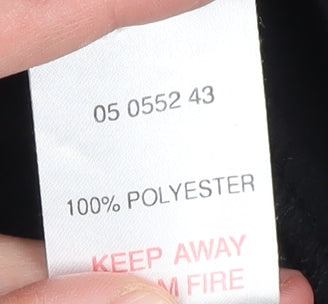 05 0552 43
100% POLYESTER
KEEP AWAY
FIRE